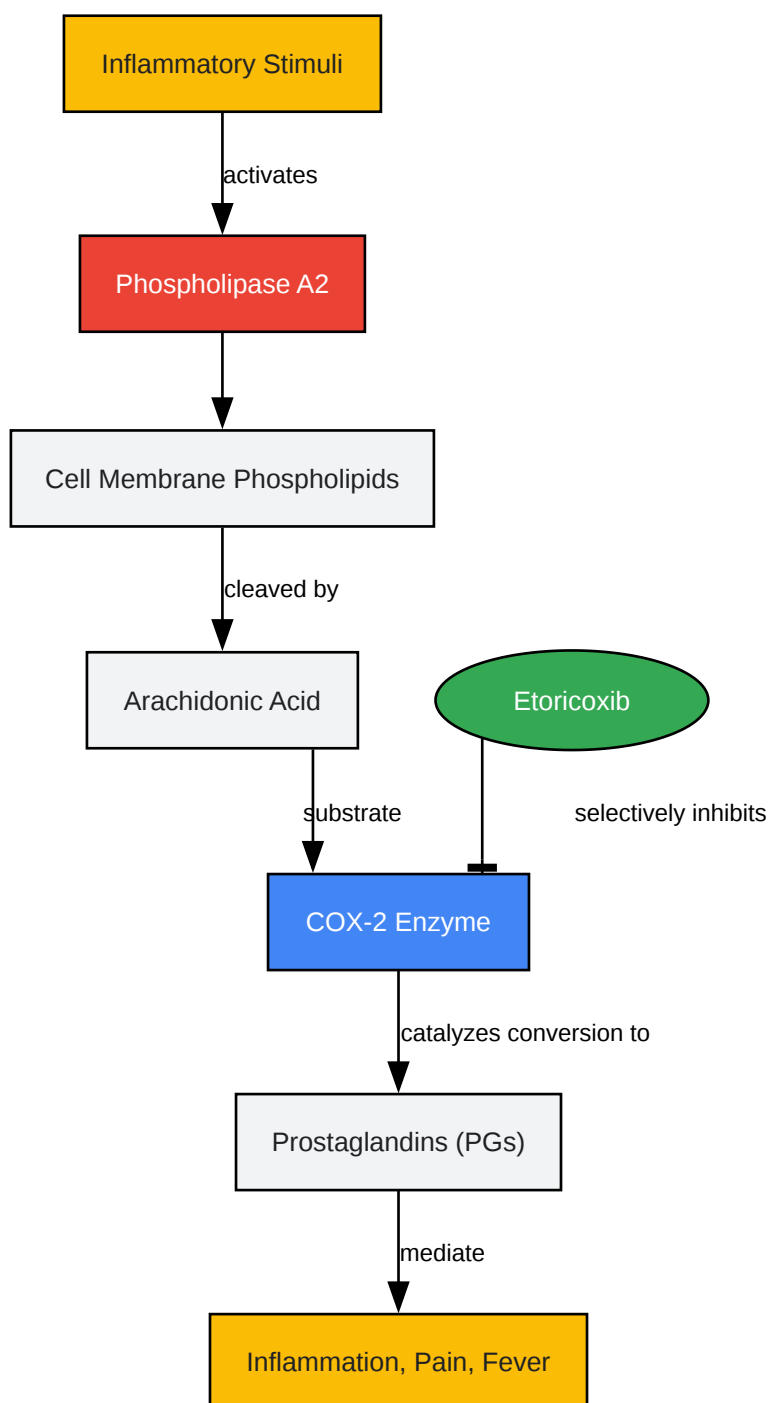 Inflammatory Stimuli
activates
Phospholipase A2
Cell Membrane Phospholipids
cleaved by
Arachidonic Acid
Etoricoxib
substrate
selectively inhibits
COX-2 Enzyme
catalyzes conversion to
Prostaglandins (PGs)
mediate
Inflammation, Pain, Fever